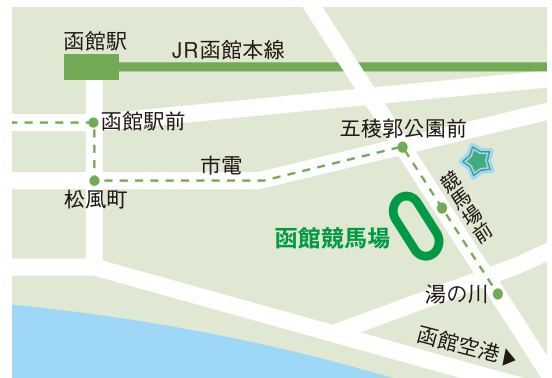 函館駅
JR函館本線
函館駅前
五稜郭公園前
市電
松風町
競馬場前
函館競馬場
湯の川
函館空港